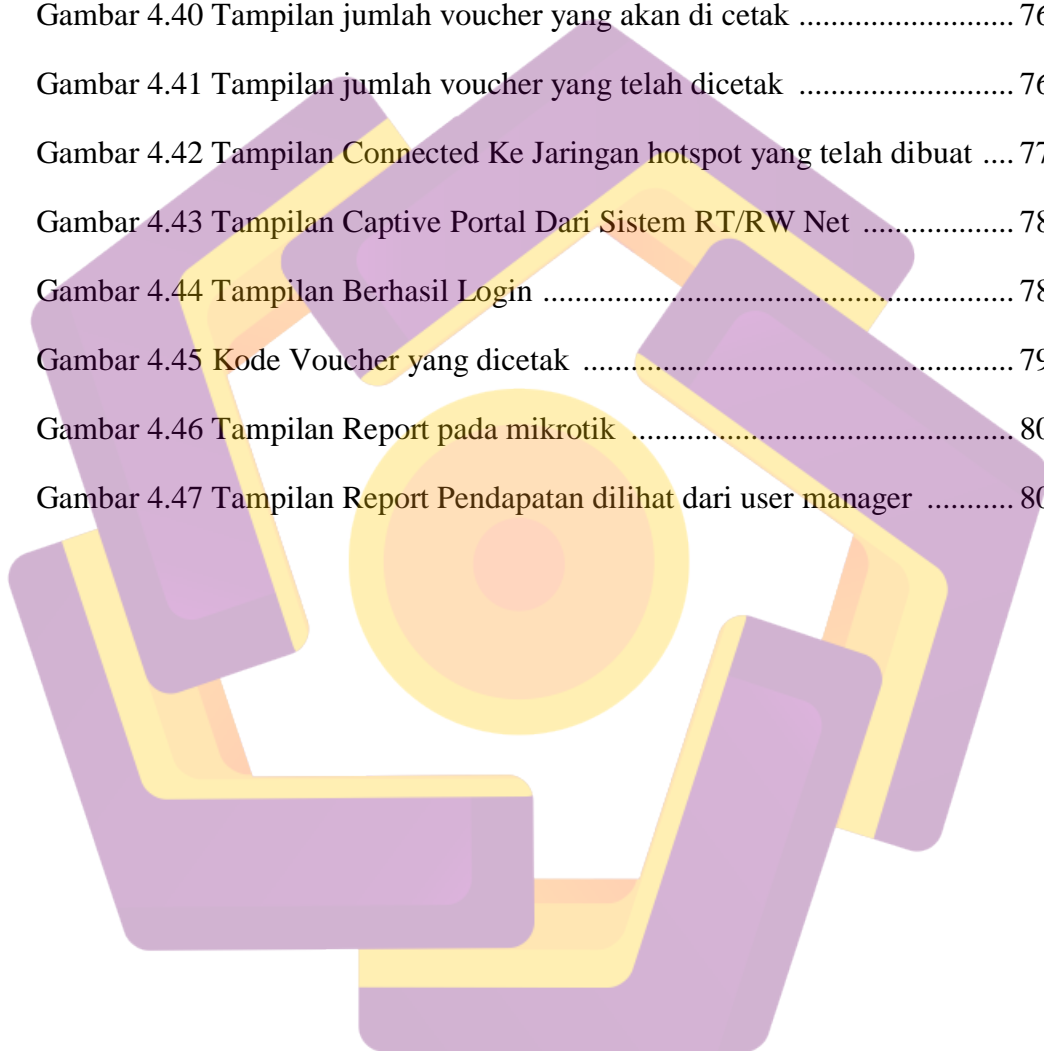 Gambar 4.40 Tampilan jumlah voucher yang akan di cetak ........................ 76
Gambar 4.41 Tampilan jumlah voucher yang telah dicetak ........................ 76
Gambar 4.42 Tampilan Connected Ke Jaringan hotspot yang telah dibuat .... 77
Gambar 4.43 Tampilan Captive Portal Dari Sistem RT/RW Net ................. 78
Gambar 4.44 Tampilan Berhasil Login ..................................................... 78
Gambar 4.45 Kode Voucher yang dicetak ................................................ 79
Gambar 4.46 Tampilan Report pada mikrotik ........................................... 80
Gambar 4.47 Tampilan Report Pendapatan dilihat dari user manager ........... 80